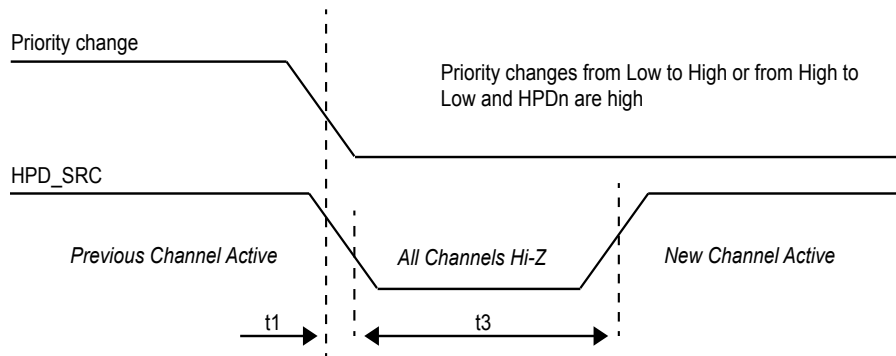 Priority change
Priority changes from Low to High or from High to
Low and HPDn are high
HPD_SRC
Previous Channel Active
All Channels Hi-Z
New Channel Active
t1
t3